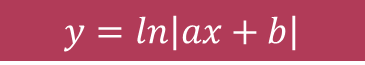 y = ln|ax + b|